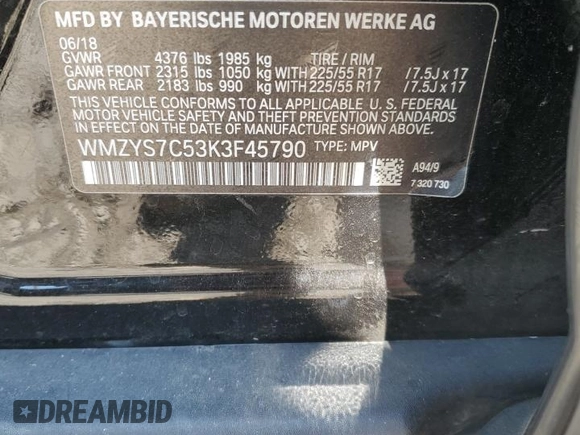 MFD BY BAYERISCHE MOTOREN WERKE AG
06/18
GVWR 4376 lbs 1985 kg TIRE / RIM
GAWR FRONT 2315 lbs 1050 kg WITH 225/55 R17 /7.5J x 17
GAWR REAR 2183 lbs 990 kg WITH 225/55 R17 /7.5J x 17
THIS VEHICLE CONFORMS TO ALL APPLICABLE U. S. FEDERAL
MOTOR VEHICLE SAFETY AND THEFT PREVENTION STANDARDS
IN EFFECT ON THE DATE OF MANUFACTURE SHOWN ABOVE.
WMZYS7C53K3F45790 TYPE: MPV
A94/9
7 320 730
DREAMBID